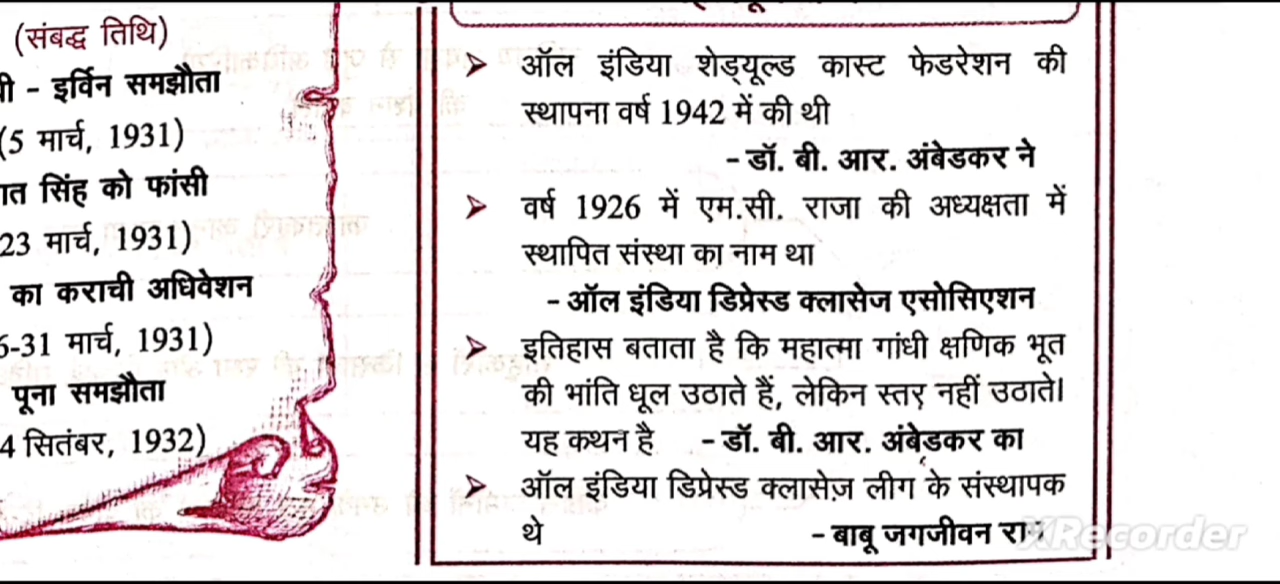 (संबद्ध तिथि)
- इर्विन समझौता
(5 मार्च, 1931)
सिंह को फांसी
23 मार्च, 1931)
का कराची अधिवेशन
-31 मार्च, 1931)
पूना समझौता
4 सितंबर, 1932)
➤ ऑल इंडिया शेड्यूल्ड कास्ट फेडरेशन की
स्थापना वर्ष 1942 में की थी
- डॉ. बी. आर. अंबेडकर ने
➤ वर्ष 1926 में एम.सी. राजा की अध्यक्षता में
स्थापित संस्था का नाम था
- ऑल इंडिया डिप्रेस्ड क्लासेज एसोसिएशन
➤ इतिहास बताता है कि महात्मा गांधी क्षणिक भूत
की भांति धूल उठाते हैं, लेकिन स्तर नहीं उठाते।
यह कथन है - डॉ. बी. आर. अंबेडकर का
➤ ऑल इंडिया डिप्रेस्ड क्लासेज़ लीग के संस्थापक
थे - बाबू जगजीवन राम
XRecorder